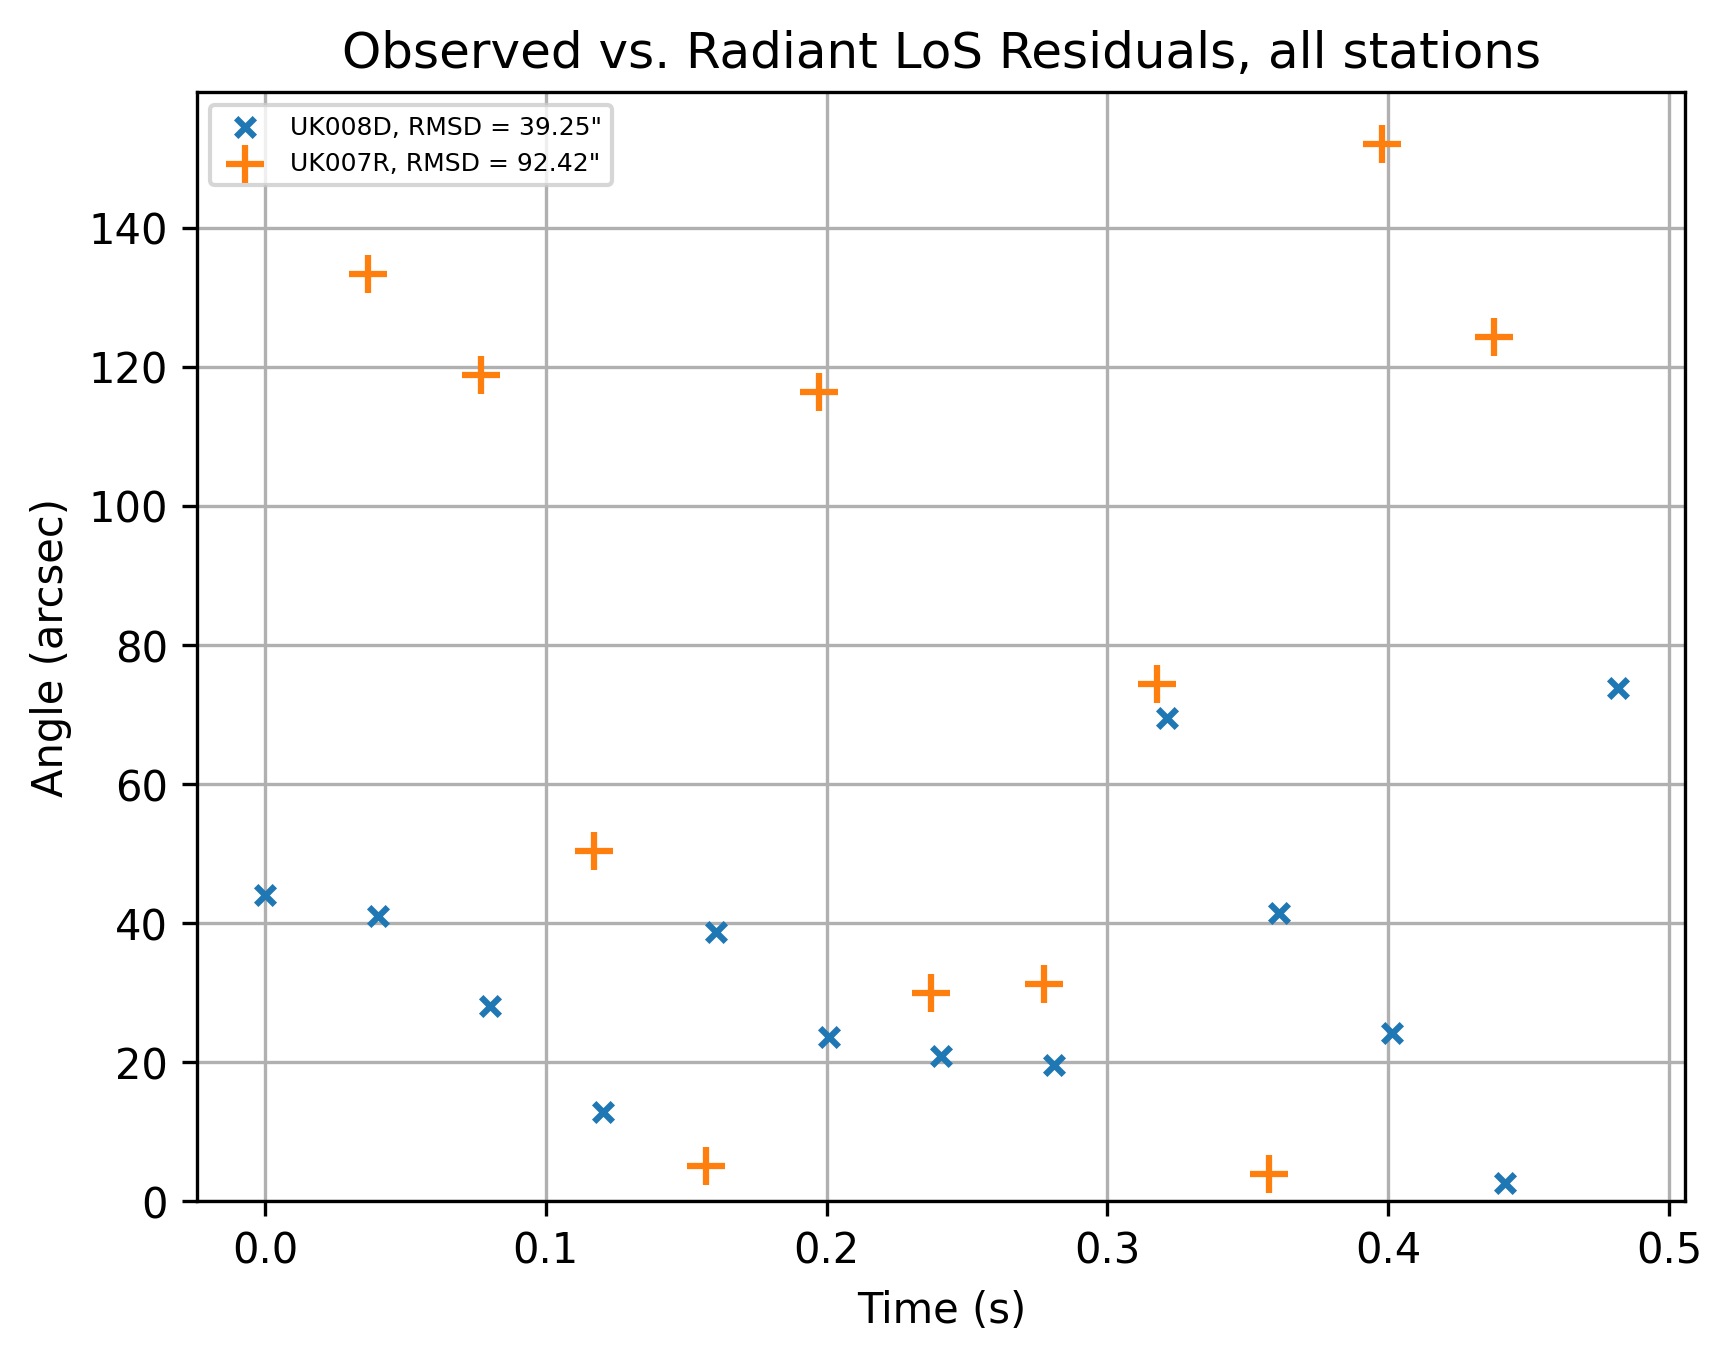 Observed vs. Radiant LoS Residuals, all stations
UK008D, RMSD = 39.25"
UK007R, RMSD = 92.42"
Angle (arcsec)
140
120
100
80
60
40
20
0
0.0 0.1 0.2 0.3 0.4 0.5
Time (s)